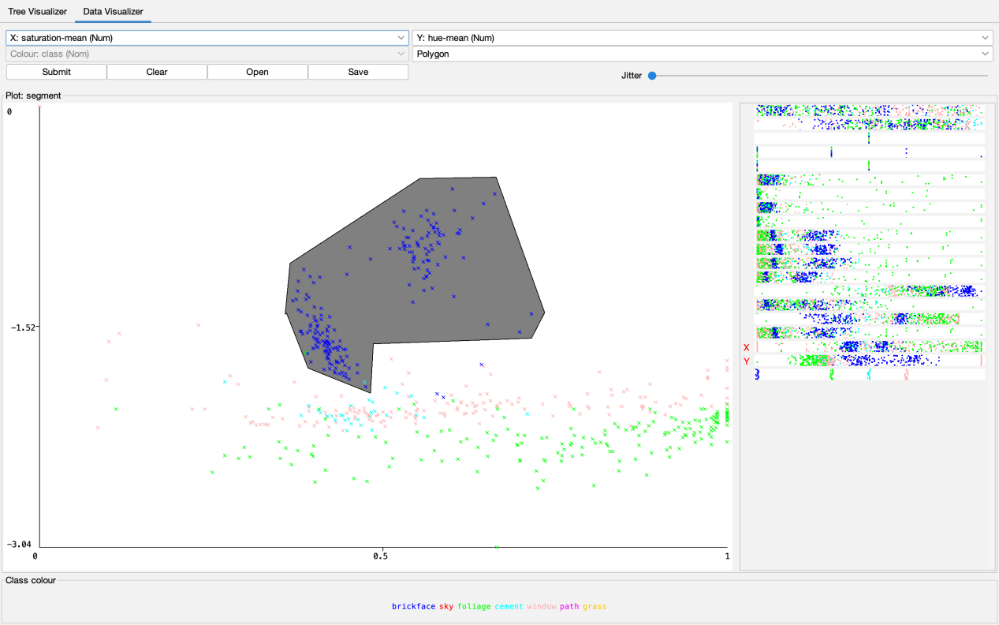 Tree Visualizer Data Visualizer
X: saturation-mean (Num) Y: hue-mean (Num)
Colour: class (Nom) Polygon
Submit Clear Open Save
Jitter
Plot: segment
0
-1.52
X
Y
-3.04
0 0.5 1
Class colour
brickface sky foliage cement window path grass